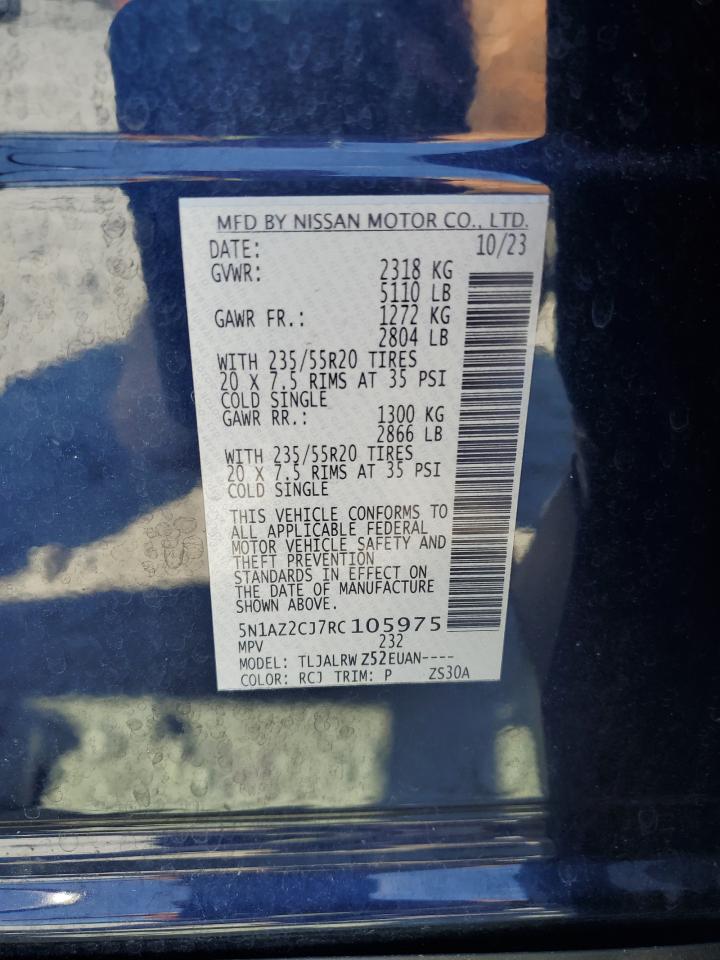 MFD BY NISSAN MOTOR CO., LTD.
DATE: 10/23
GVWR: 2318 KG
5110 LB
GAWR FR.: 1272 KG
2804 LB
WITH 235/55R20 TIRES
20 X 7.5 RIMS AT 35 PSI
COLD SINGLE
GAWR RR.: 1300 KG
2866 LB
WITH 235/55R20 TIRES
20 X 7.5 RIMS AT 35 PSI
COLD SINGLE
THIS VEHICLE CONFORMS TO
ALL APPLICABLE FEDERAL
MOTOR VEHICLE SAFETY AND
THEFT PREVENTION
STANDARDS IN EFFECT ON
THE DATE OF MANUFACTURE
SHOWN ABOVE.
5N1AZ2CJ7RC105975
MPV 232
MODEL: TLJALRW Z52EUAN----
COLOR: RCJ TRIM: P ZS30A